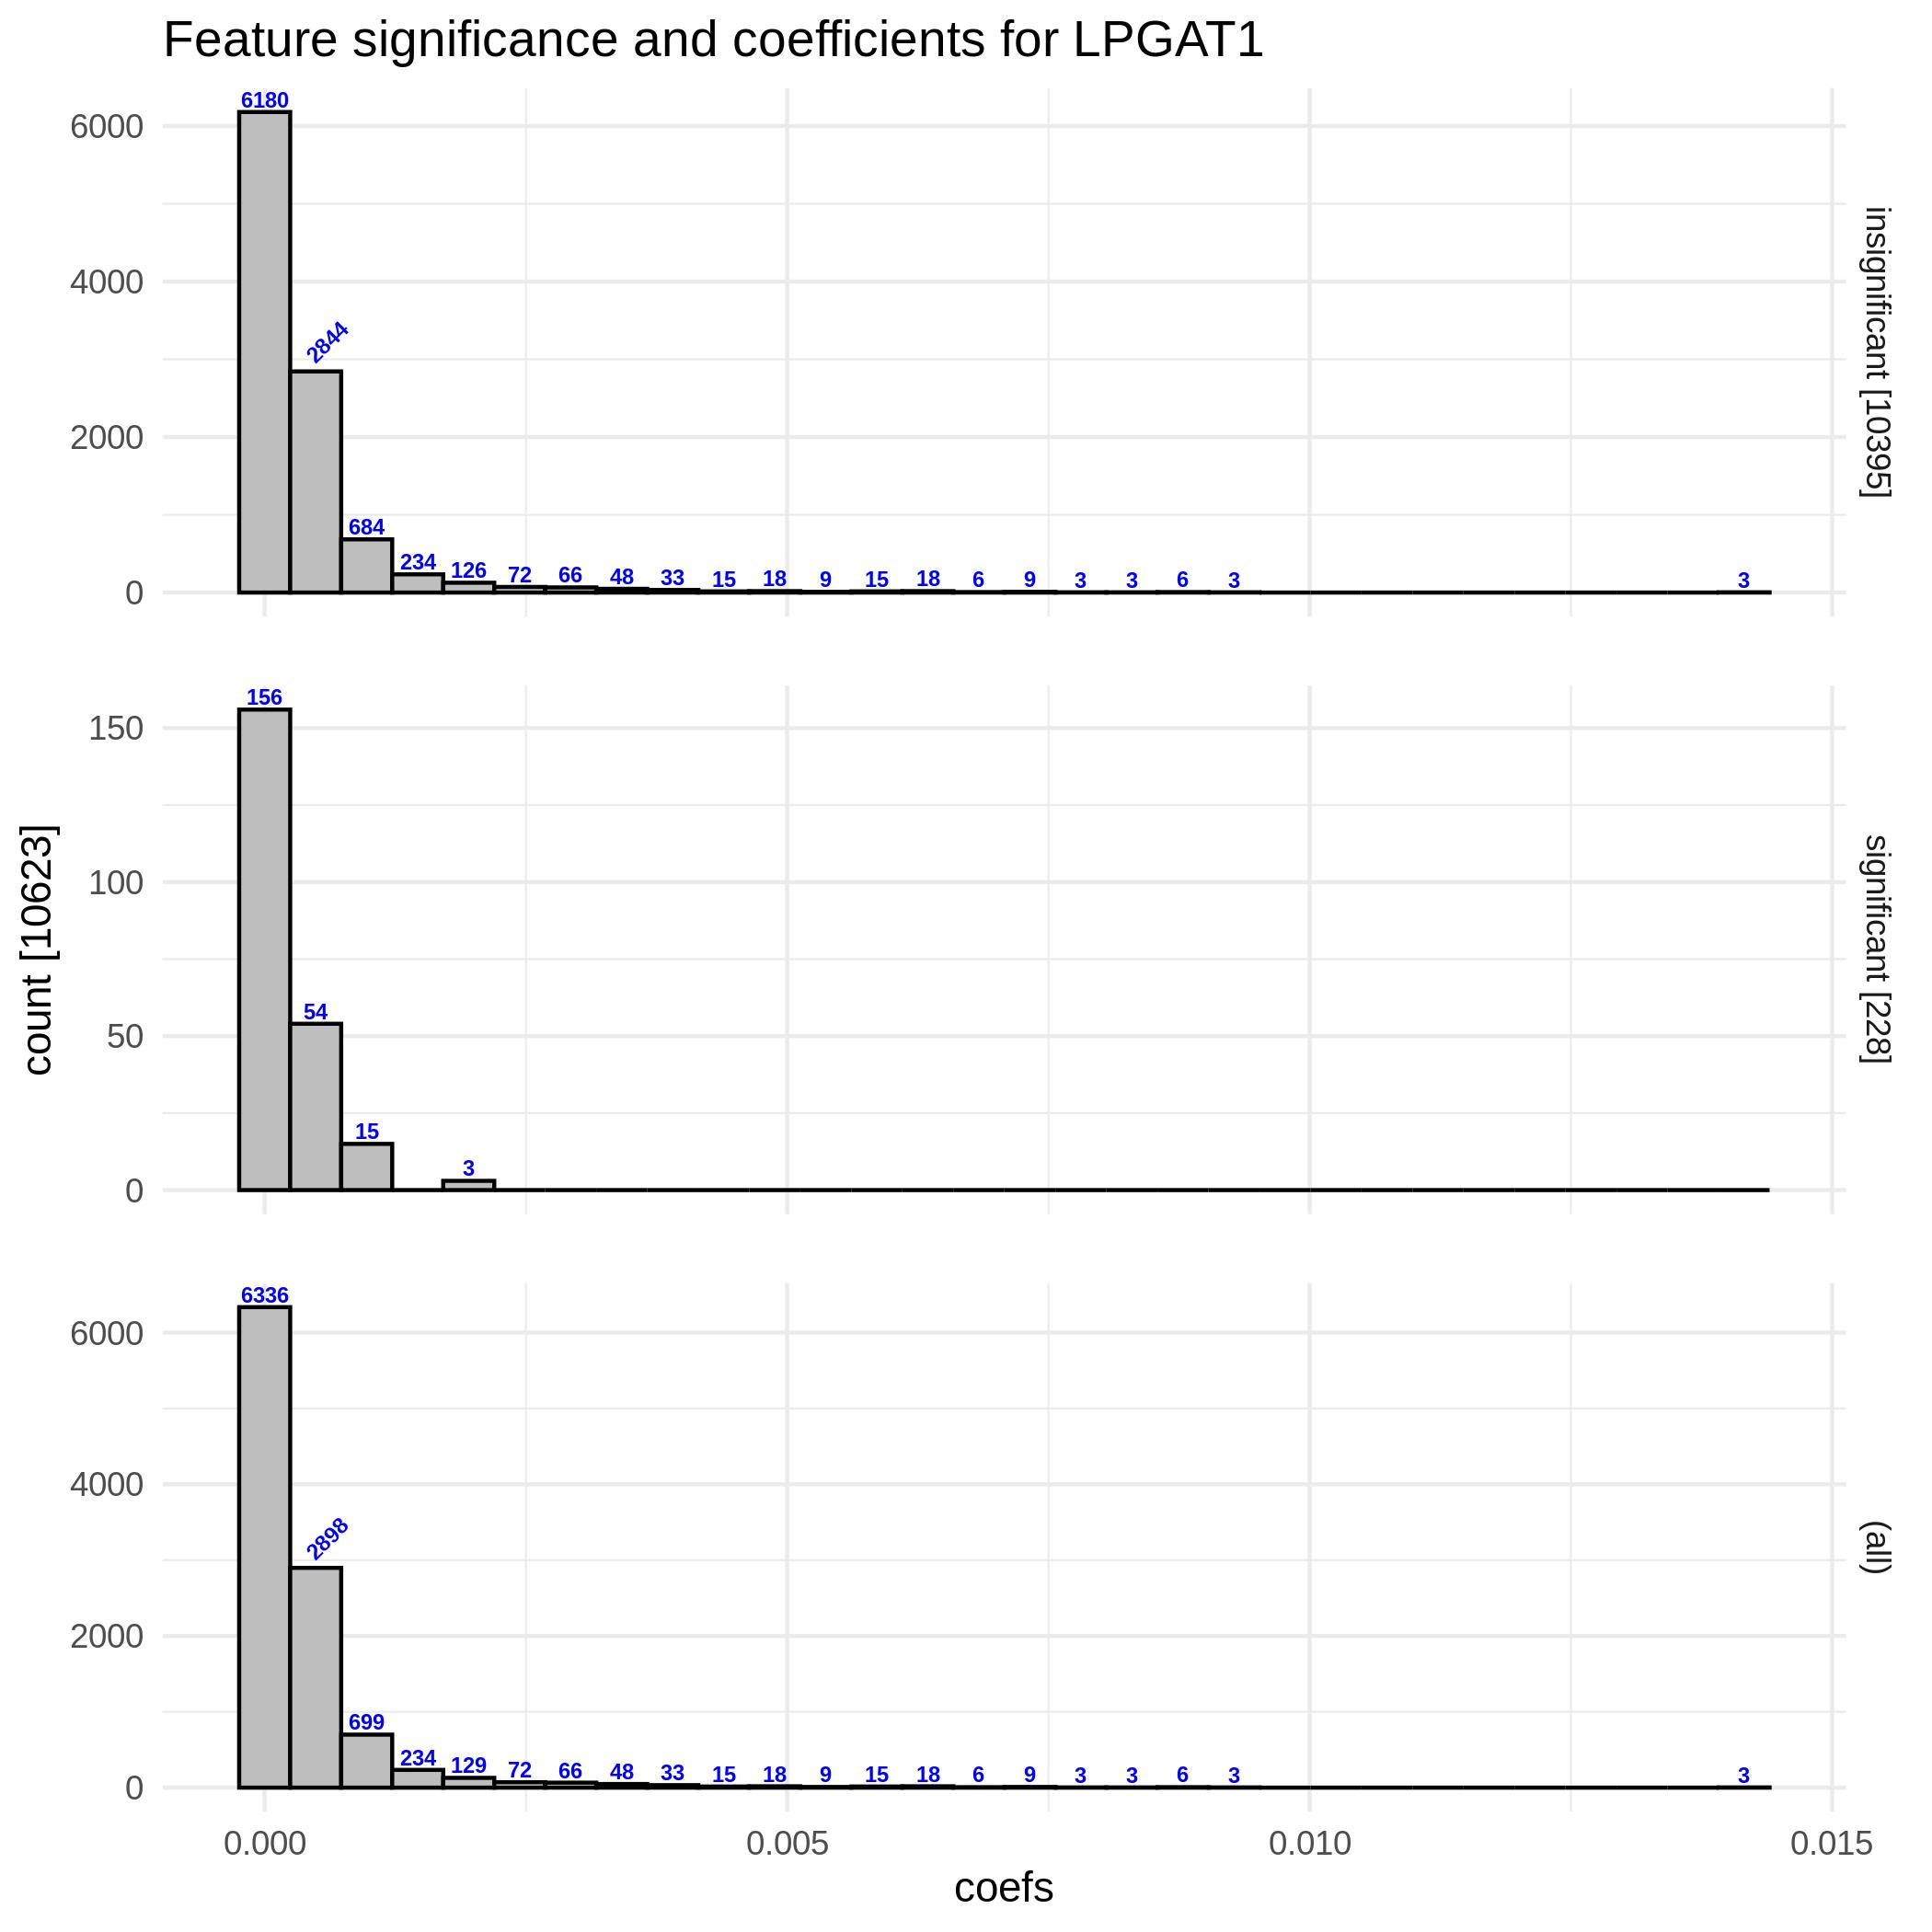 Feature significance and coefficients for LPGAT1
6180
6000
4000
2844
2000
684
234 126 72 66 48 33 15 18 9 15 18 6 9 3 3 6 3 3
0
insignificant [10395]
156
150
100
54
50
15
3
0
significant [228]
count [10623]
6336
6000
4000
2898
2000
699
234 129 72 66 48 33 15 18 9 15 18 6 9 3 3 6 3 3
0
(all)
0.000 0.005 0.010 0.015
coefs